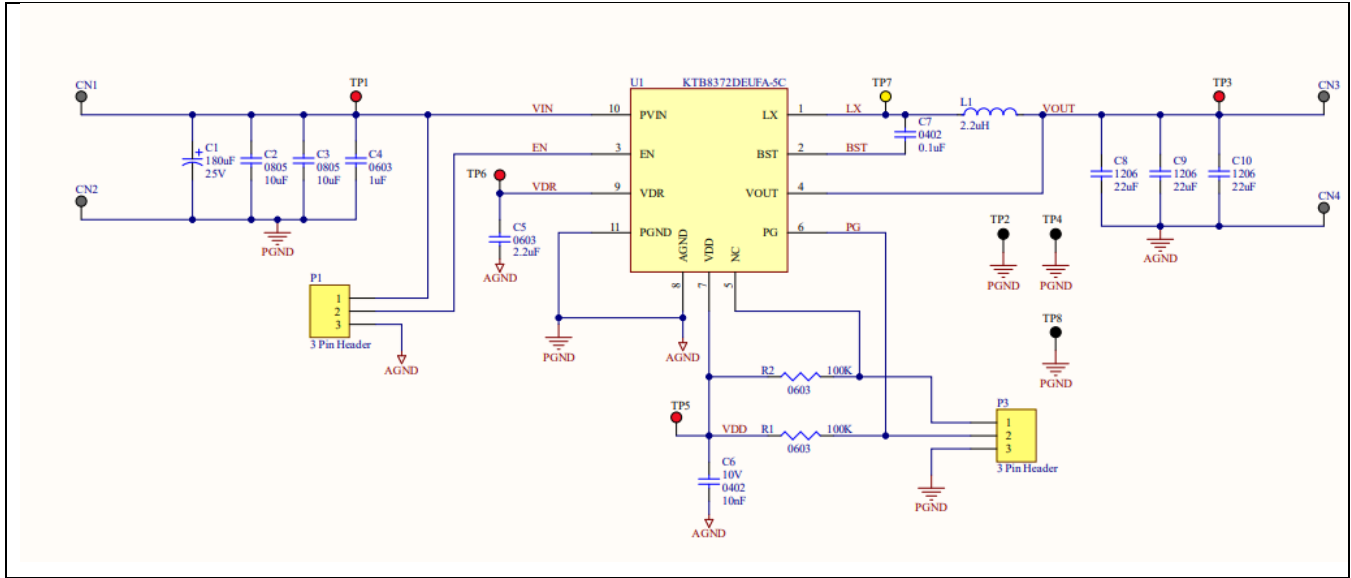 CN1
TP1
U1 KTB8372DEUFA-5C
TP7
TP3
CN3
VIN 10 PVIN
LX 1 LX
L1
2.2uH
VOUT
C1
180uF
25V
+
C2
0805
10uF
C3
0805
10uF
C4
0603
1uF
EN 3 EN
BST 2 BST
C7
0402
0.1uF
C8
1206
22uF
C9
1206
22uF
C10
1206
22uF
CN2
TP6
VDR 9 VDR
VOUT 4
CN4
C5
0603
2.2uF
AGND
11 PGND
AGND
VDD
NC
PG 6 PG
8
7
5
TP2
PGND
TP4
PGND
AGND
PGND
P1
1
2
3
3 Pin Header
AGND
PGND
AGND
TP8
PGND
R2 100K
0603
TP5
VDD R1 100K
0603
P3
1
2
3
3 Pin Header
PGND
C6
10V
0402
10nF
AGND